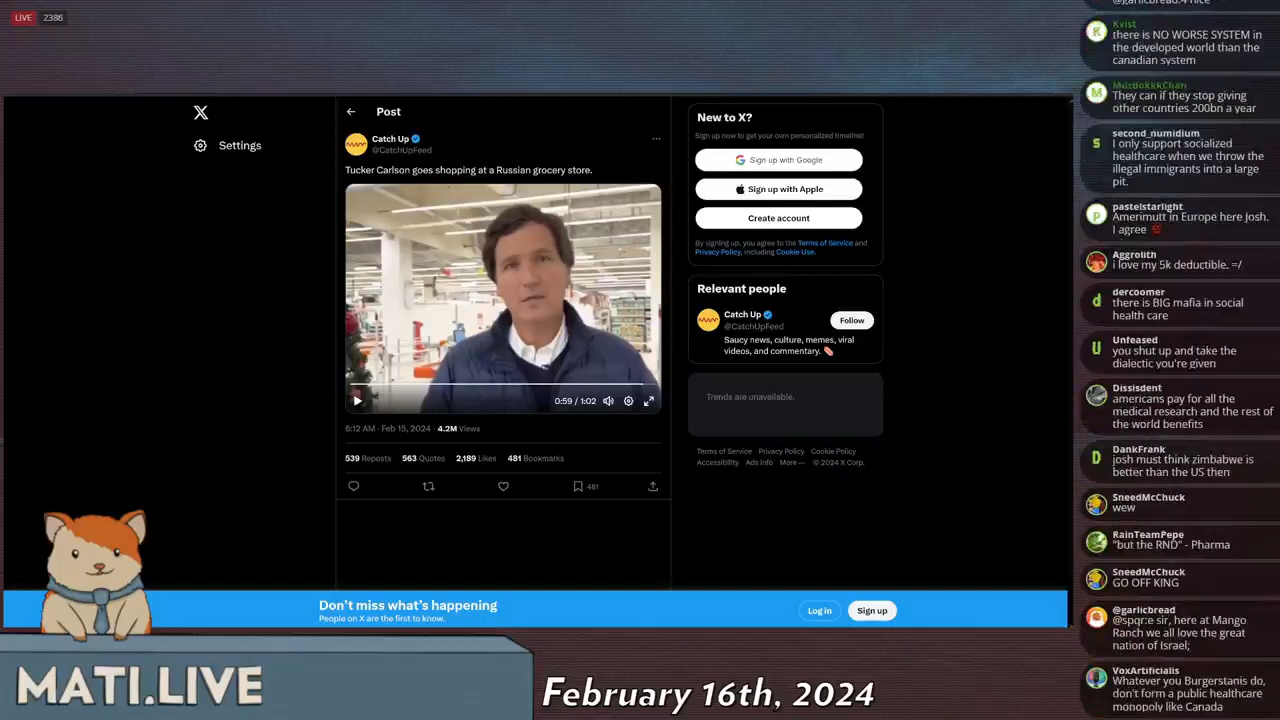 LIVE 2386
Post
Catch Up
@CatchUpFeed
Tucker Carlson goes shopping at a Russian grocery store.
0:59 / 1:02
6:12 AM · Feb 15, 2024 · 4.2M Views
539 Reposts 563 Quotes 2,189 Likes 481 Bookmarks
481
Settings
New to X?
Sign up now to get your own personalized timeline!
Sign up with Google
Sign up with Apple
Create account
By signing up, you agree to the Terms of Service and
Privacy Policy, including Cookie Use.
Relevant people
Catch Up
@CatchUpFeed
Follow
Saucy news, culture, memes, viral
videos, and commentary.
Trends are unavailable.
Terms of Service Privacy Policy Cookie Policy
Accessibility Ads info More ··· © 2024 X Corp.
Don’t miss what’s happening
People on X are the first to know.
Log in
Sign up
MATI.LIVE
February 16th, 2024
Kvist
there is NO WORSE SYSTEM in
the developed world than the
canadian system
MurdokkkChan
They can if they stop giving
other countries 200bn a year
second_numidium
I only support socialized
healthcare when we throw the
illegal immigrants into a large
pit.
pastelstarlight
Amerimutt in Europe here Josh.
I agree 💯
Aggrolith
i love my 5k deductible =/
dercoomer
there is BIG mafia in social
health care
Unfeased
you shut up and take the
dialectic you're given
Dissisdent
americans pay for all the
medical research and the rest of
the world benefits
DankFrank
josh must think zimbabwe is
better than the US then
SneedMcChuck
wew
RainTeamPepe
"but the RND" - Pharma
SneedMcChuck
GO OFF KING
@garlicbread
@spqrce sir, here at Mango
Ranch we all love the great
nation of Israel;
VoxArtificialis
Whatever you Burgerstanis do,
don't form a public healthcare
monopoly like Canada